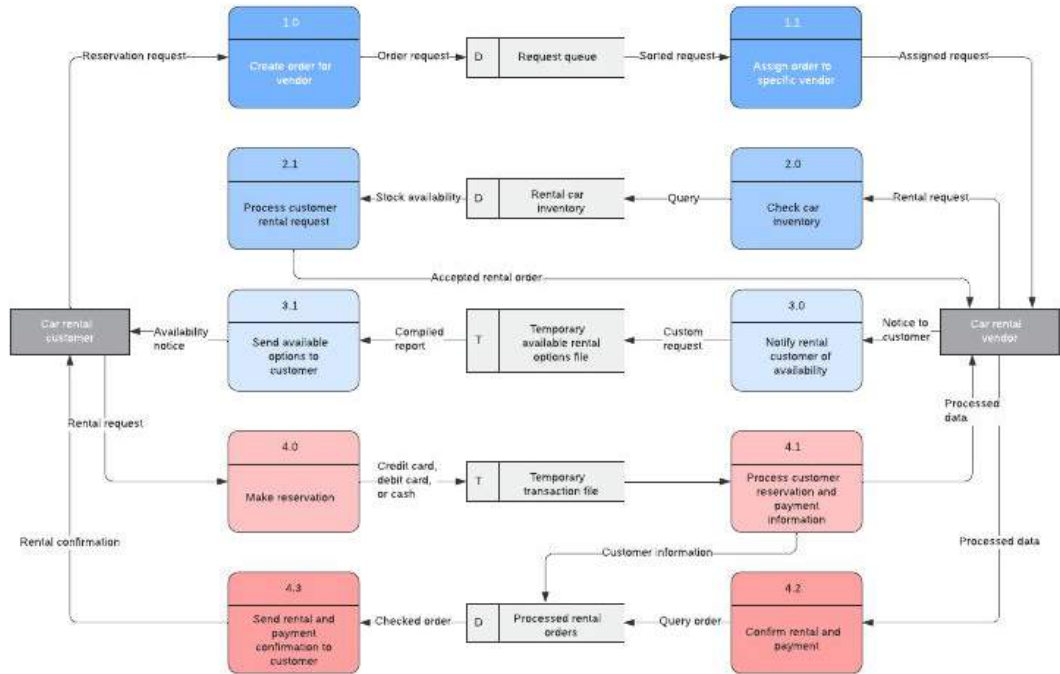 1.0
1.1
Reservation request
Create order for
vendor
Order request
D
Request queue
Sorted request
Assign order to
specific vendor
Assigned request
2.1
2.0
Process customer
rental request
Stock availability
D
Rental car
inventory
Query
Check car
inventory
Rental request
Accepted rental order
Car rental
customer
Availability
notice
3.1
Send available
options to
customer
Compiled
report
T
Temporary
available rental
options file
Custom
request
3.0
Notify rental
customer of
availability
Notice to
customer
Car rental
vendor
Rental request
Processed
data
4.0
Make reservation
Credit card,
debit card,
or cash
T
Temporary
transaction file
4.1
Process customer
reservation and
payment
information
Rental confirmation
Customer information
Processed data
4.3
Send rental and
payment
confirmation to
customer
Checked order
D
Processed rental
orders
Query order
4.2
Confirm rental and
payment